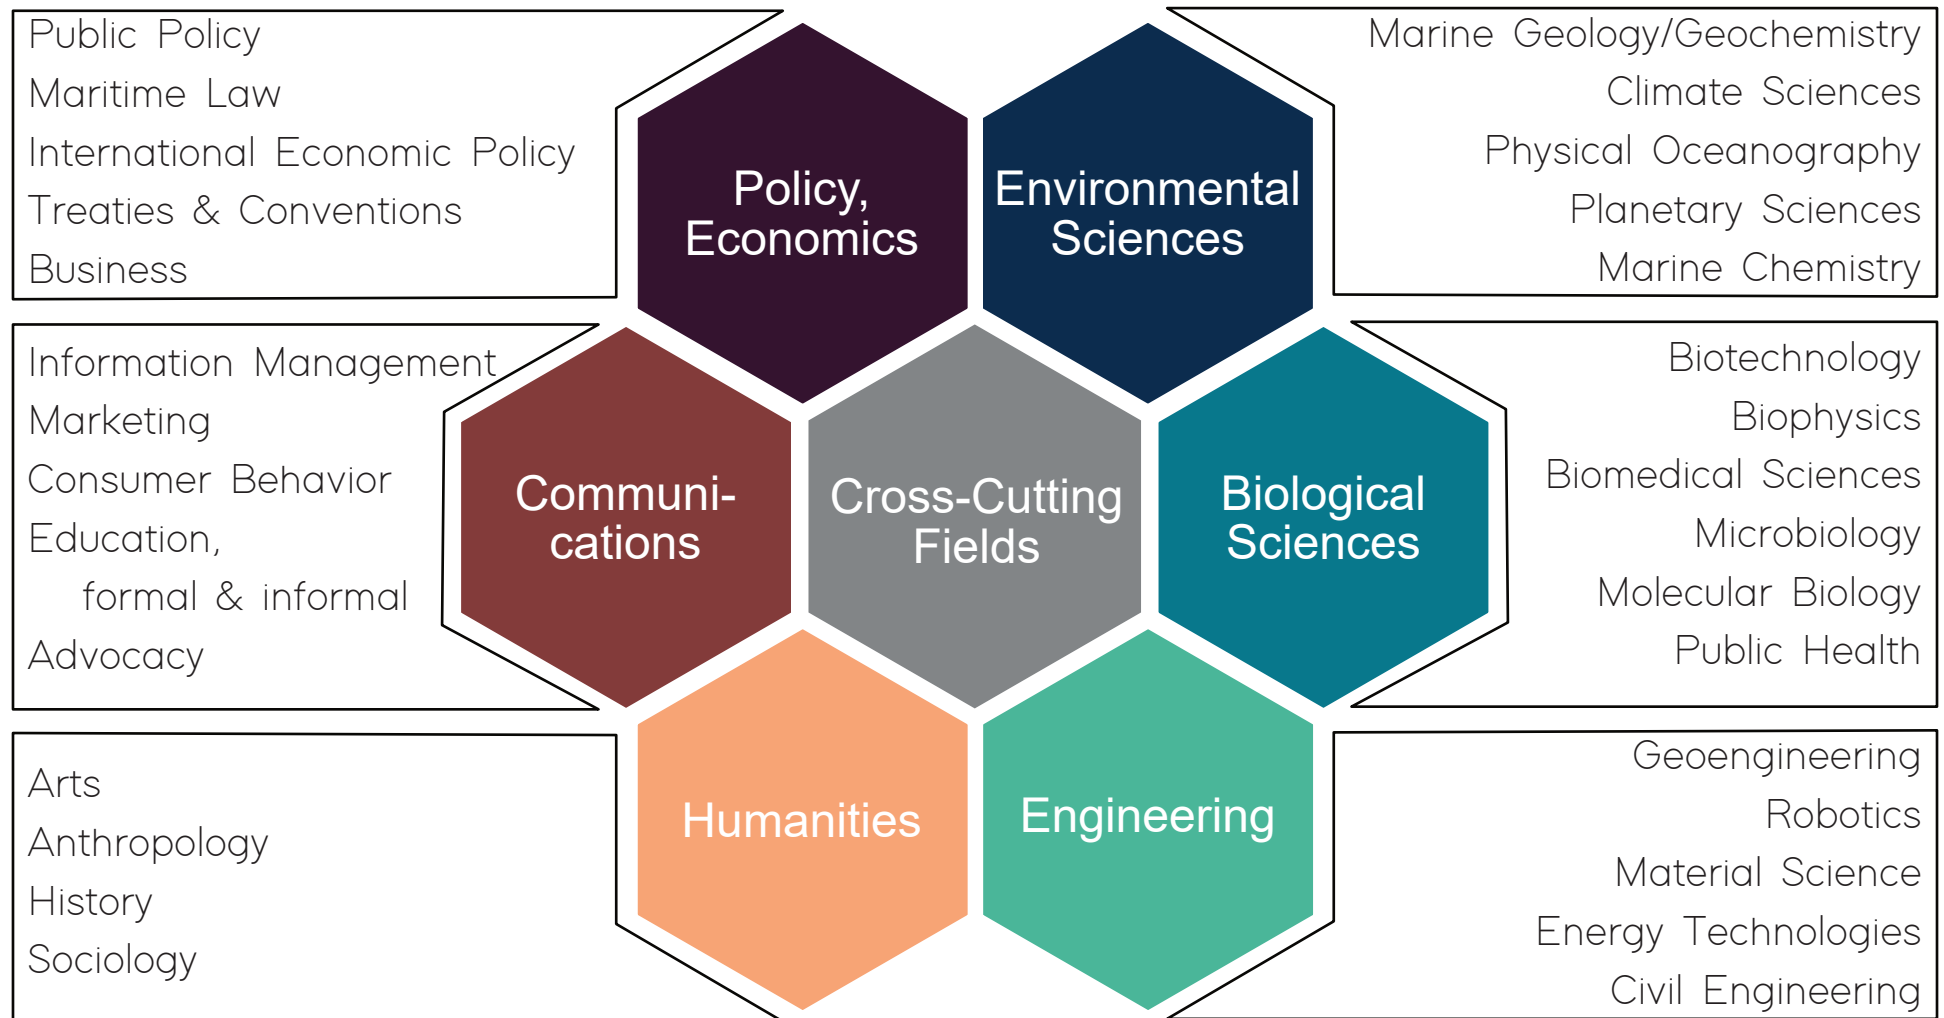 Public Policy
Maritime Law
International Economic Policy
Treaties & Conventions
Business
Policy,
Economics
Environmental
Sciences
Marine Geology/Geochemistry
Climate Sciences
Physical Oceanography
Planetary Sciences
Marine Chemistry
Information Management
Marketing
Consumer Behavior
Education,
formal & informal
Advocacy
Communi-
cations
Cross-Cutting
Fields
Biological
Sciences
Biotechnology
Biophysics
Biomedical Sciences
Microbiology
Molecular Biology
Public Health
Arts
Anthropology
History
Sociology
Humanities
Engineering
Geoengineering
Robotics
Material Science
Energy Technologies
Civil Engineering